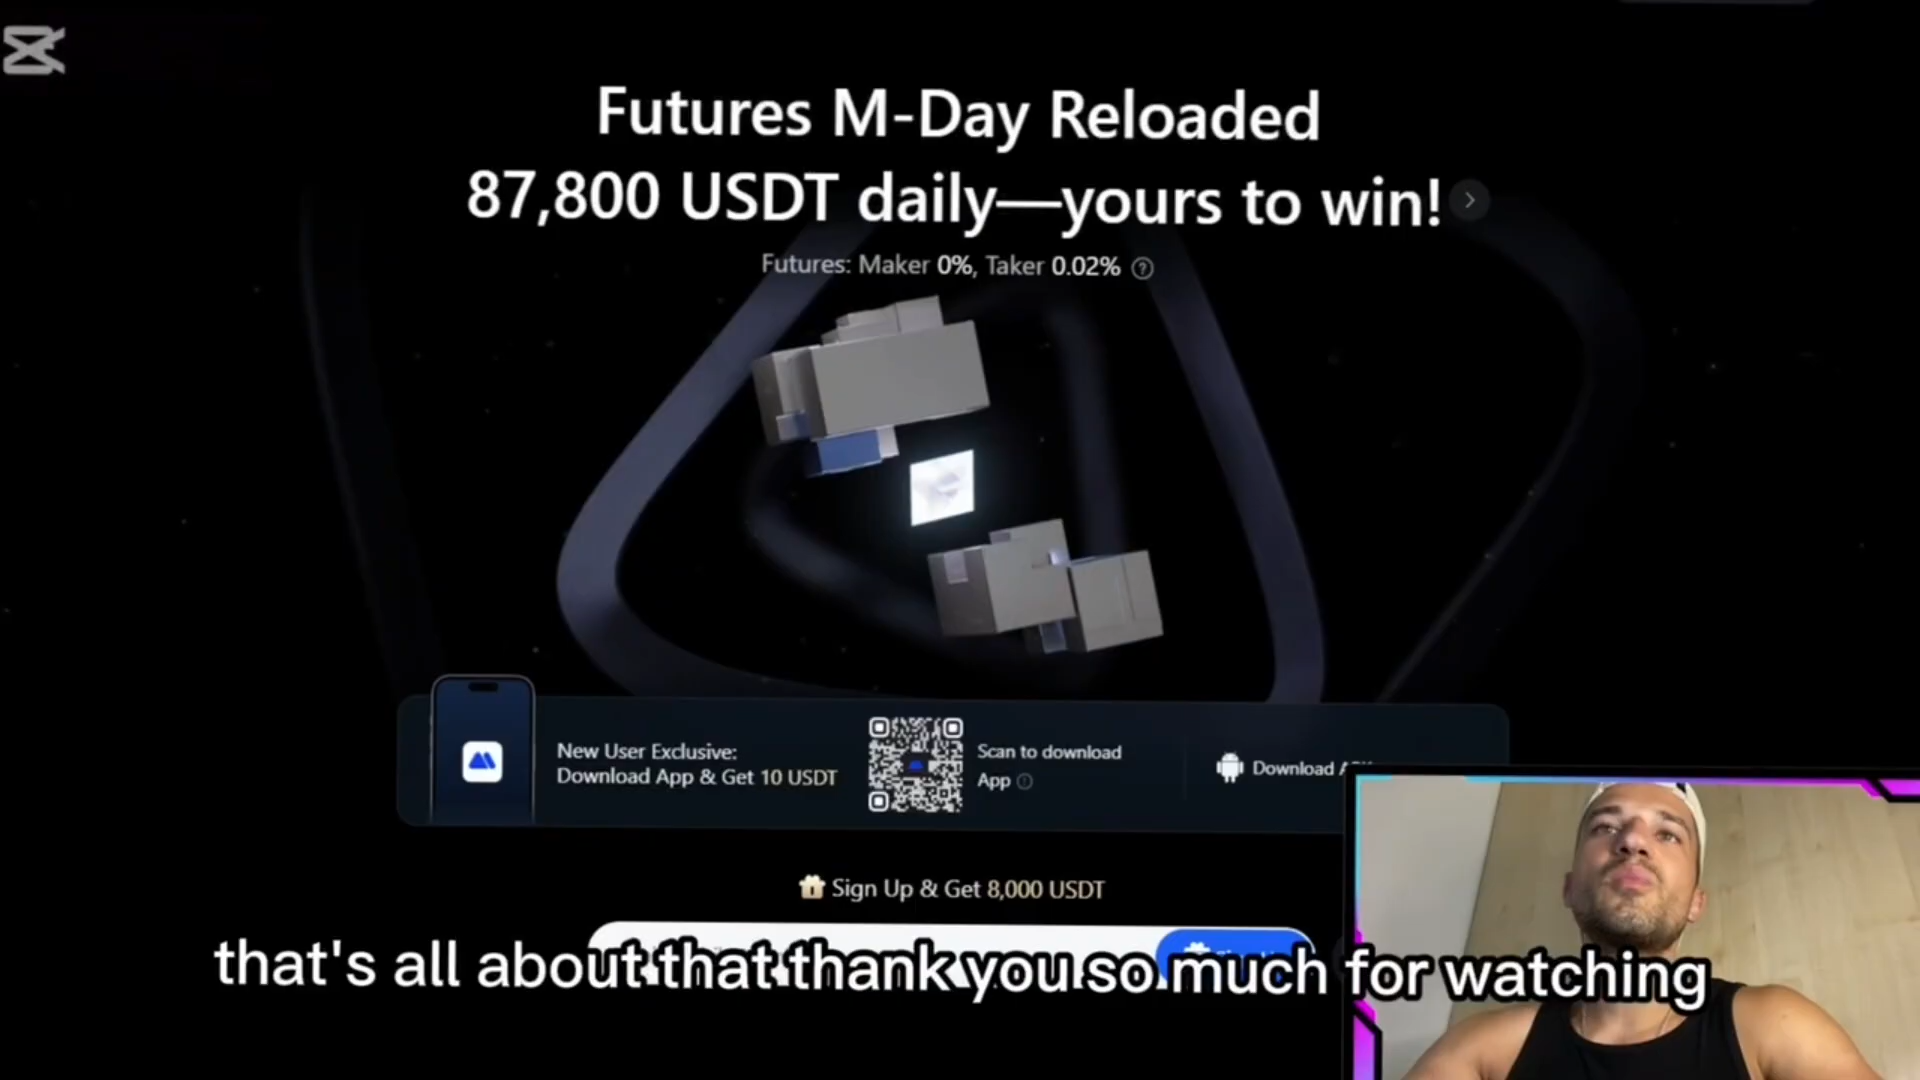 Futures M-Day Reloaded
87,800 USDT daily—yours to win!
Futures: Maker 0%, Taker 0.02%
New User Exclusive:
Download App & Get 10 USDT
Scan to download
App
Download
Sign Up & Get 8,000 USDT
that's all about that thank you so much for watching